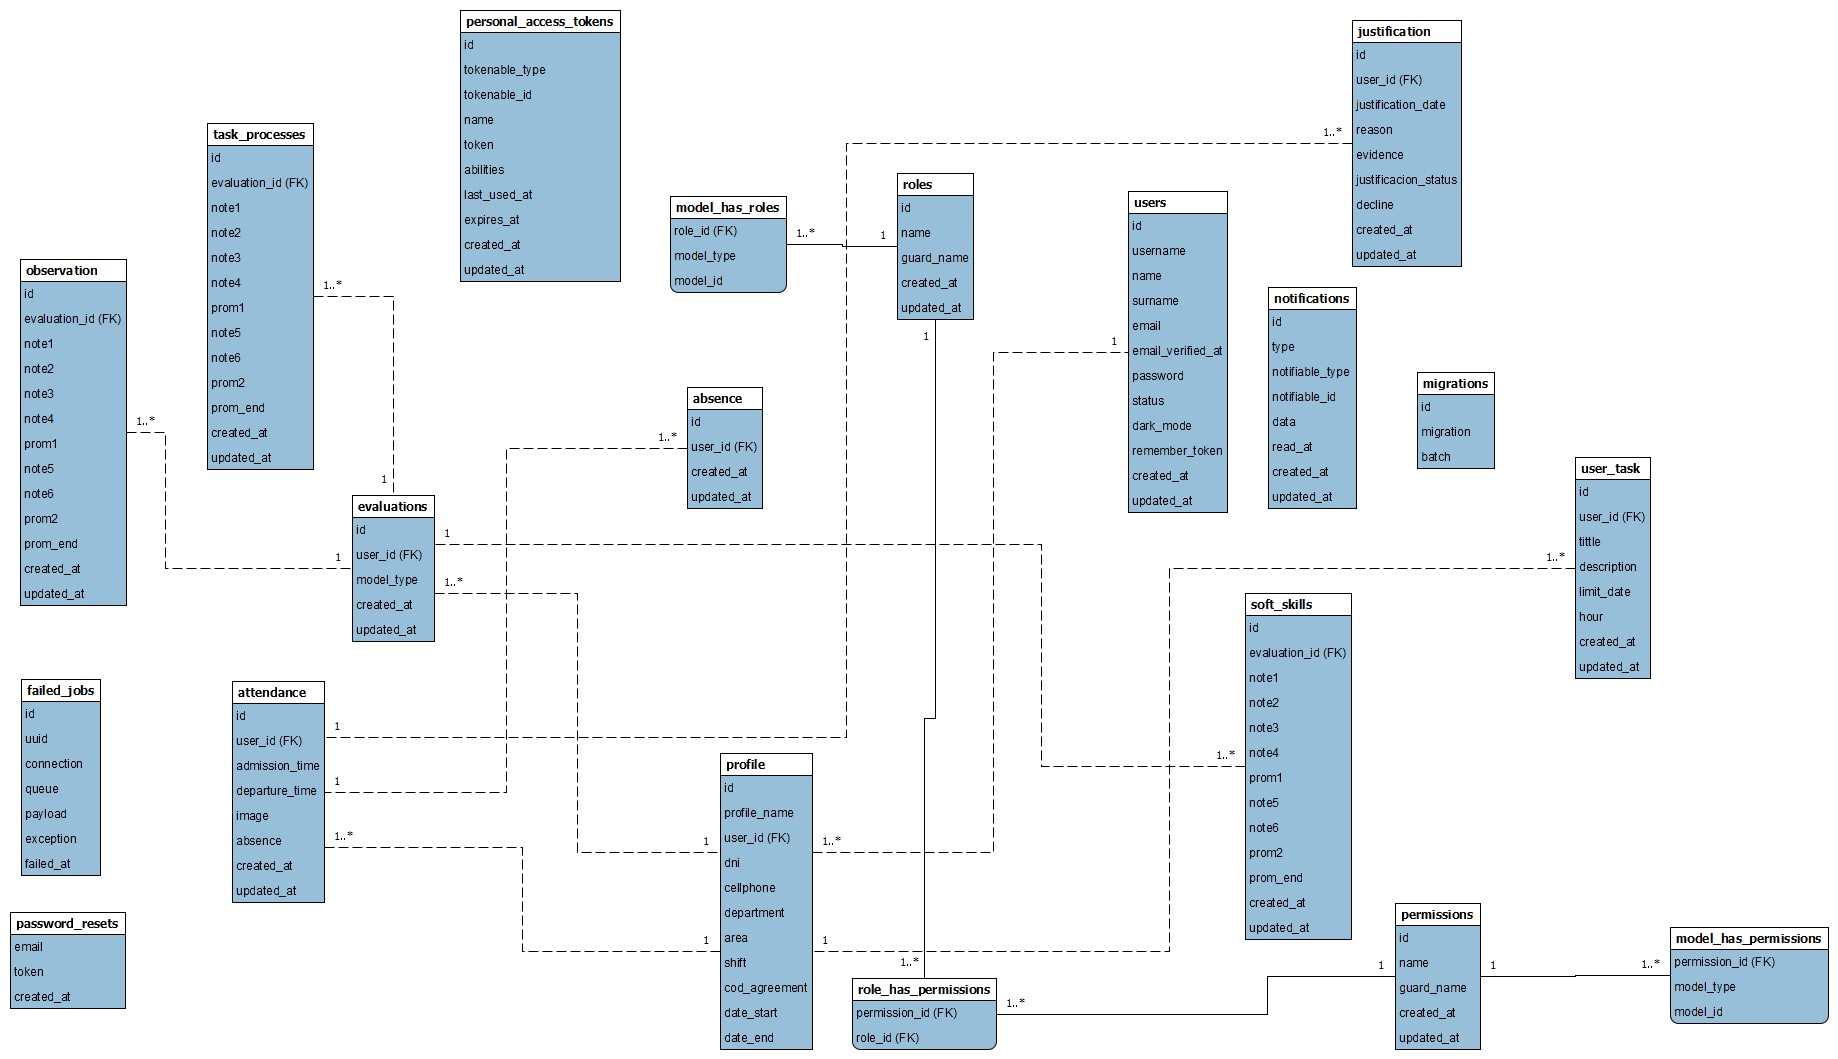 personal_access_tokens
id
tokenable_type
tokenable_id
name
token
abilities
last_used_at
expires_at
created_at
updated_at
justification
id
user_id (FK)
justification_date
reason
evidence
justificacion_status
decline
created_at
updated_at
1..*
task_processes
id
evaluation_id (FK)
note1
note2
note3
note4
prom1
note5
note6
prom2
prom_end
created_at
updated_at
1..*
1
model_has_roles
role_id (FK)
model_type
model_id
1..*
1
roles
id
name
guard_name
created_at
updated_at
1
users
id
username
name
surname
email
email_verified_at
password
status
dark_mode
remember_token
created_at
updated_at
1
observation
id
evaluation_id (FK)
note1
note2
note3
note4
prom1
note5
note6
prom2
prom_end
created_at
updated_at
1..*
1
notifications
id
type
notifiable_type
notifiable_id
data
read_at
created_at
updated_at
migrations
id
migration
batch
absence
id
user_id (FK)
created_at
updated_at
1..*
user_task
id
user_id (FK)
tittle
description
limit_date
hour
created_at
updated_at
1..*
evaluations
id
user_id (FK)
model_type
created_at
updated_at
1
1..*
soft_skills
id
evaluation_id (FK)
note1
note2
note3
note4
prom1
note5
note6
prom2
prom_end
created_at
updated_at
1..*
failed_jobs
id
uuid
connection
queue
payload
exception
failed_at
attendance
id
user_id (FK)
admission_time
departure_time
image
absence
created_at
updated_at
1
1
1..*
profile
id
profile_name
user_id (FK)
dni
cellphone
department
area
shift
cod_agreement
date_start
date_end
1
1..*
1
1
password_resets
email
token
created_at
1..*
role_has_permissions
permission_id (FK)
role_id (FK)
1..*
1
permissions
id
name
guard_name
created_at
updated_at
1
1..*
model_has_permissions
permission_id (FK)
model_type
model_id